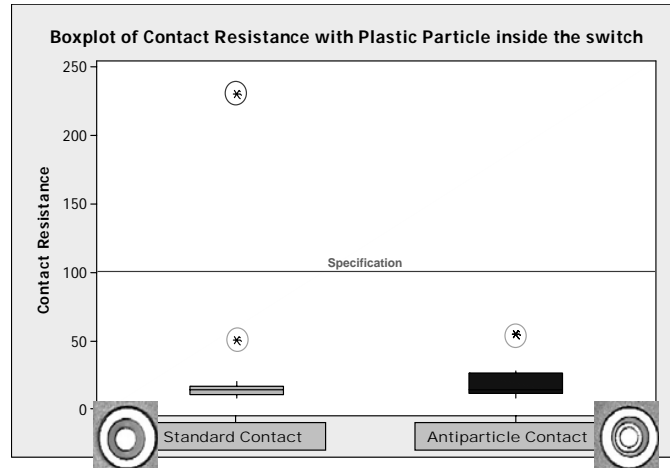 Boxplot of Contact Resistance with Plastic Particle inside the switch
Contact Resistance
250
200
150
100
50
0
Specification
Standard Contact
Antiparticle Contact